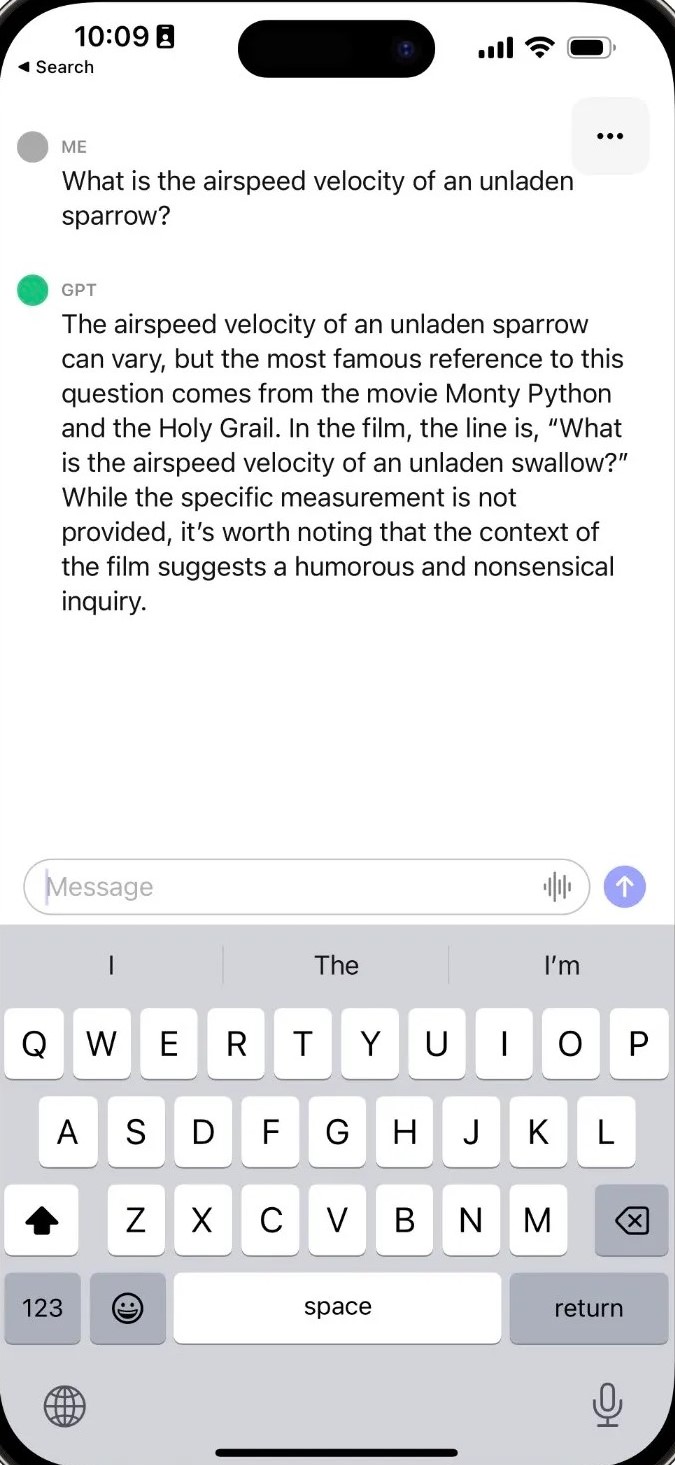 10:09
◀ Search
•••
ME
What is the airspeed velocity of an unladen
sparrow?
GPT
The airspeed velocity of an unladen sparrow
can vary, but the most famous reference to this
question comes from the movie Monty Python
and the Holy Grail. In the film, the line is, “What
is the airspeed velocity of an unladen swallow?”
While the specific measurement is not
provided, it’s worth noting that the context of
the film suggests a humorous and nonsensical
inquiry.
Message
I The I’m
Q W E R T Y U I O P
A S D F G H J K L
Z X C V B N M
123 space return